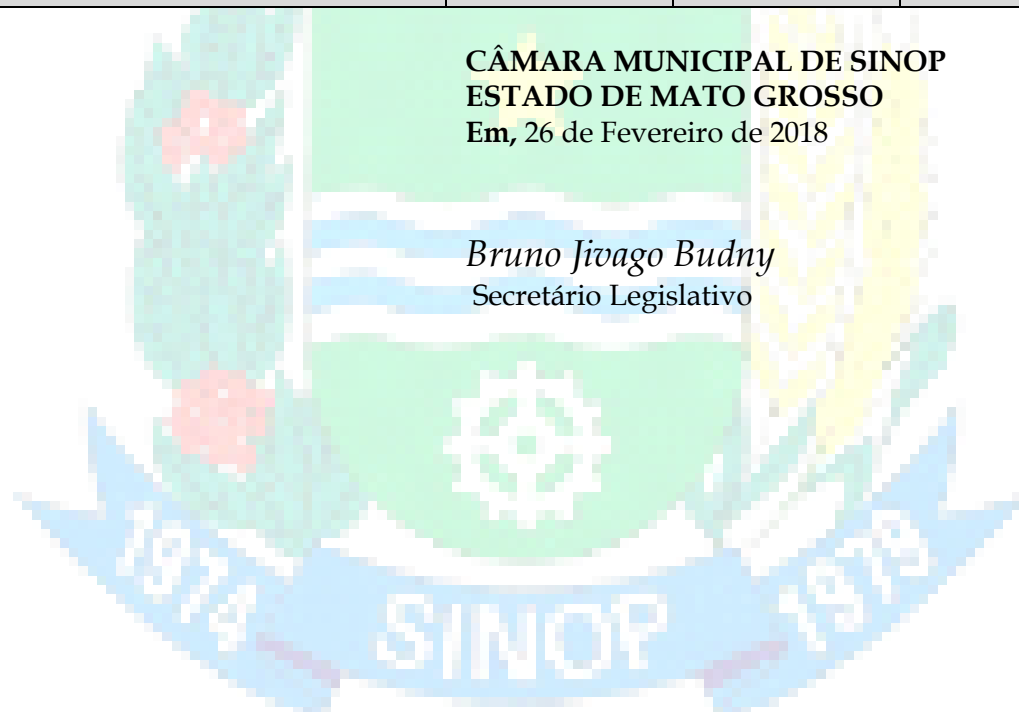 CÂMARA MUNICIPAL DE SINOP
ESTADO DE MATO GROSSO
Em, 26 de Fevereiro de 2018
Bruno Jivago Budny
Secretário Legislativo
1974
SINOP
1979